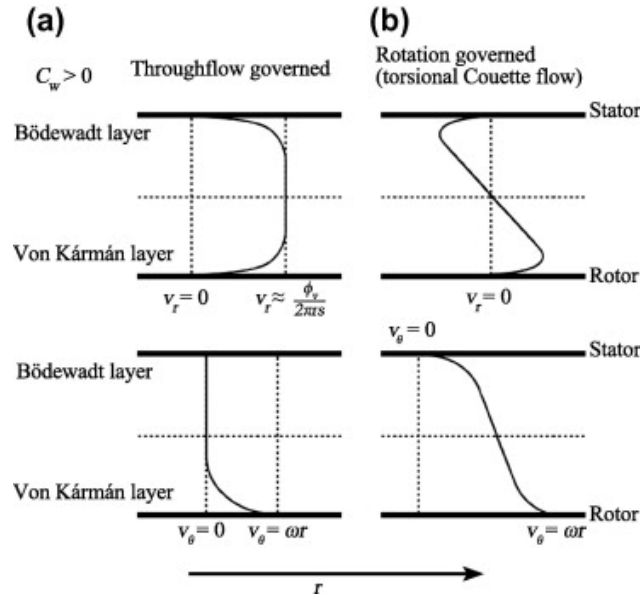 (a)
(b)
C_w > 0
Throughflow governed
Rotation governed
(torsional Couette flow)
Stator
Bödewadt layer
Von Kármán layer
Rotor
v_r = 0
v_r ≈ ϕ_v / 2πrs
v_r = 0
v_θ = 0
Stator
Bödewadt layer
Von Kármán layer
Rotor
v_θ = 0
v_θ = ωr
v_θ = ωr
r